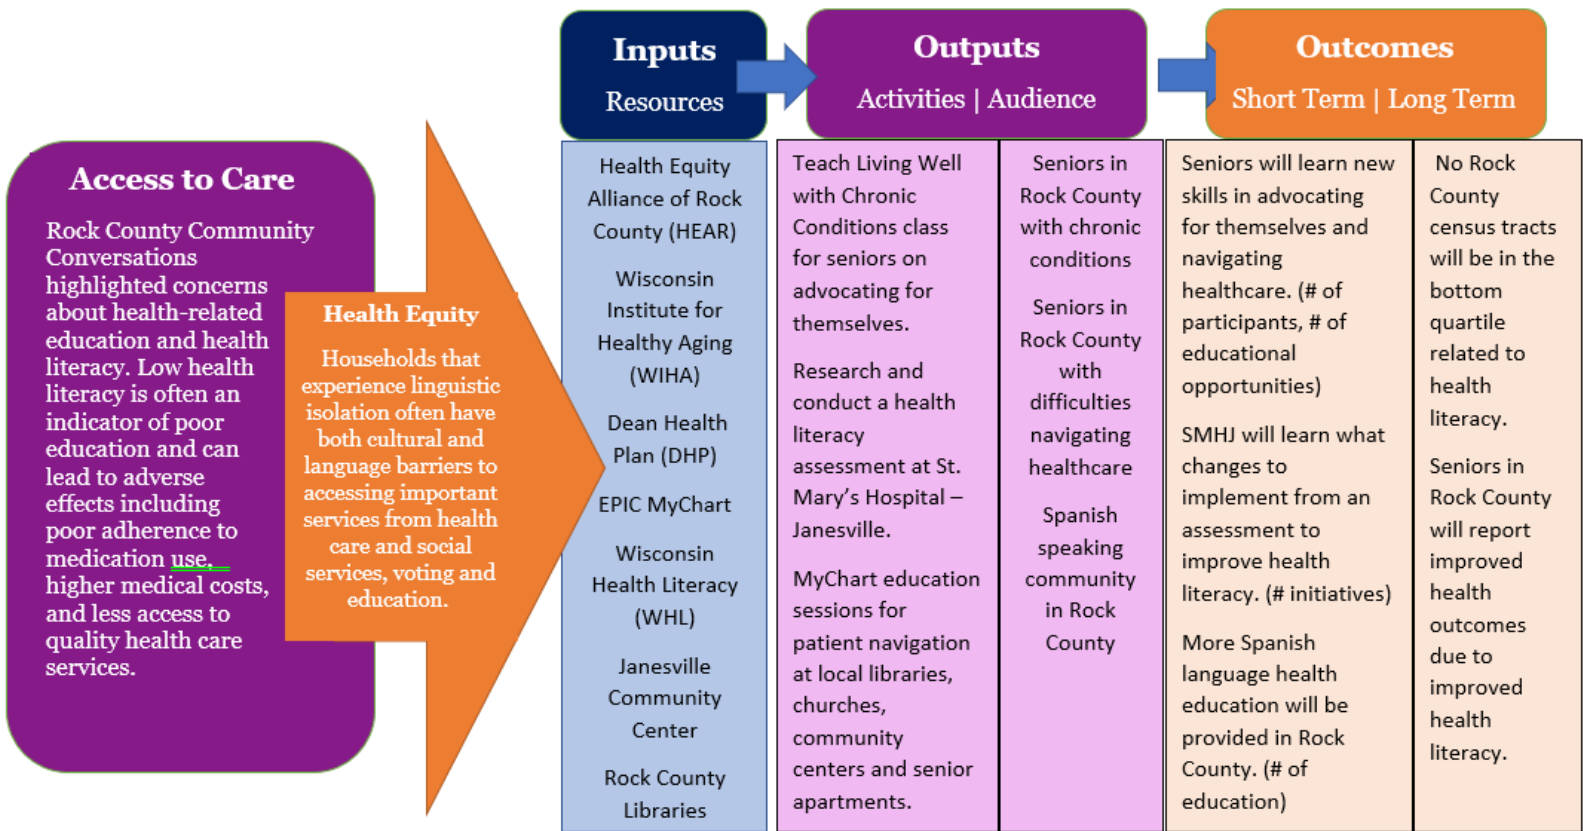 Access to Care
Rock County Community
Conversations
highlighted concerns
about health-related
education and health
literacy. Low health
literacy is often an
indicator of poor
education and can
lead to adverse
effects including
poor adherence to
medication use,
higher medical costs,
and less access to
quality health care
services.
Health Equity
Households that
experience linguistic
isolation often have
both cultural and
language barriers to
accessing important
services from health
care and social
services, voting and
education.
Inputs
Resources
Health Equity
Alliance of Rock
County (HEAR)
Wisconsin
Institute for
Healthy Aging
(WIHA)
Dean Health
Plan (DHP)
EPIC MyChart
Wisconsin
Health Literacy
(WHL)
Janesville
Community
Center
Rock County
Libraries
Outputs
Activities | Audience
Teach Living Well
with Chronic
Conditions class
for seniors on
advocating for
themselves.
Research and
conduct a health
literacy
assessment at St.
Mary’s Hospital –
Janesville.
MyChart education
sessions for
patient navigation
at local libraries,
churches,
community
centers and senior
apartments.
Seniors in
Rock County
with chronic
conditions
Seniors in
Rock County
with
difficulties
navigating
healthcare
Spanish
speaking
community
in Rock
County
Outcomes
Short Term | Long Term
Seniors will learn new
skills in advocating
for themselves and
navigating
healthcare. (# of
participants, # of
educational
opportunities)
SMHJ will learn what
changes to
implement from an
assessment to
improve health
literacy. (# initiatives)
More Spanish
language health
education will be
provided in Rock
County. (# of
education)
No Rock
County
census tracts
will be in the
bottom
quartile
related to
health
literacy.
Seniors in
Rock County
will report
improved
health
outcomes
due to
improved
health
literacy.